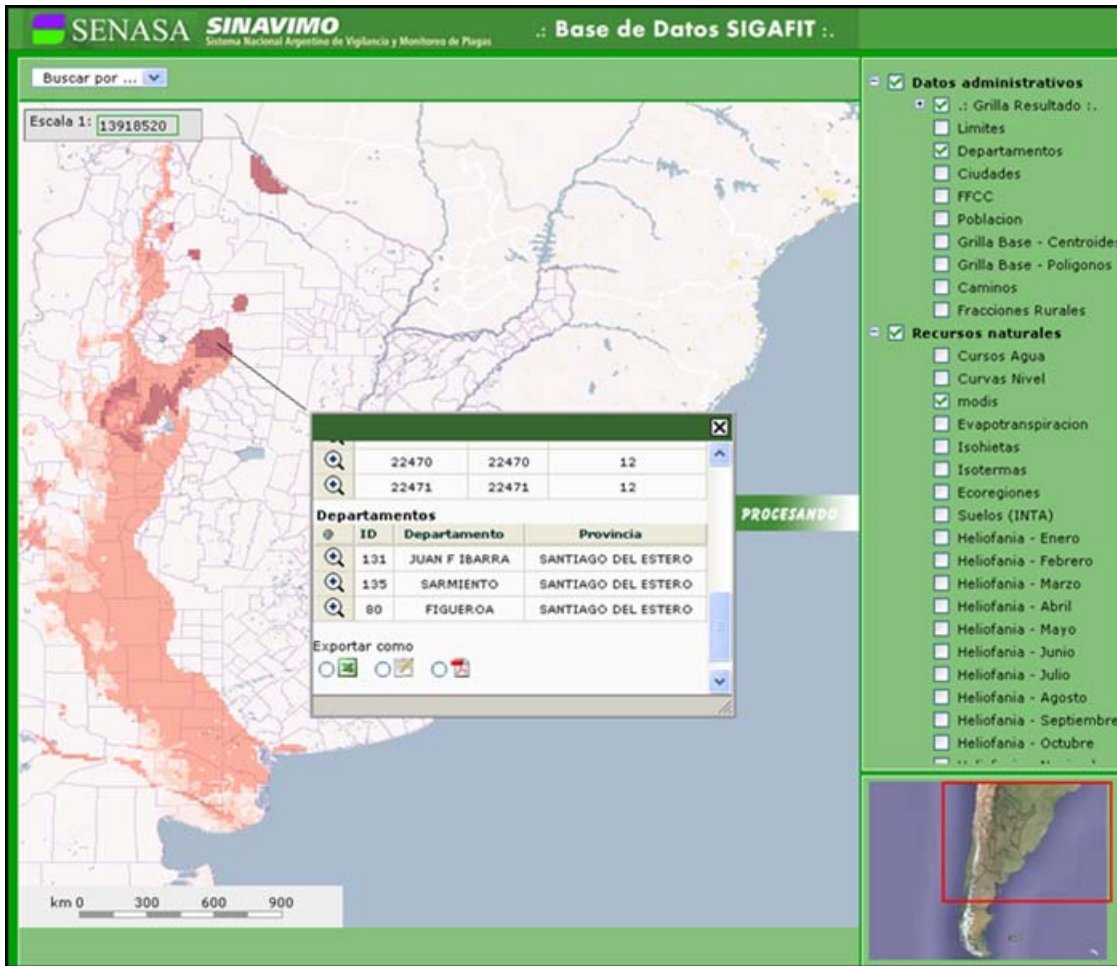 SENASA SINAVIMO
Sistema Nacional Argentino de Vigilancia y Monitoreo de Plagas
.: Base de Datos SIGAFIT :.
Buscar por ...
Escala 1: 13918520
22470 22470 12
22471 22471 12
Departamentos
@ ID Departamento Provincia
131 JUAN F IBARRA SANTIAGO DEL ESTERO
135 SARMIENTO SANTIAGO DEL ESTERO
80 FIGUEROA SANTIAGO DEL ESTERO
Exportar como
PROCESANDO
km 0 300 600 900
Datos administrativos
.: Grilla Resultado :.
Limites
Departamentos
Ciudades
FFCC
Poblacion
Grilla Base - Centroides
Grilla Base - Poligonos
Caminos
Fracciones Rurales
Recursos naturales
Cursos Agua
Curvas Nivel
modis
Evapotranspiracion
Isohietas
Isotermas
Ecoregiones
Suelos (INTA)
Heliofania - Enero
Heliofania - Febrero
Heliofania - Marzo
Heliofania - Abril
Heliofania - Mayo
Heliofania - Junio
Heliofania - Julio
Heliofania - Agosto
Heliofania - Septiembre
Heliofania - Octubre